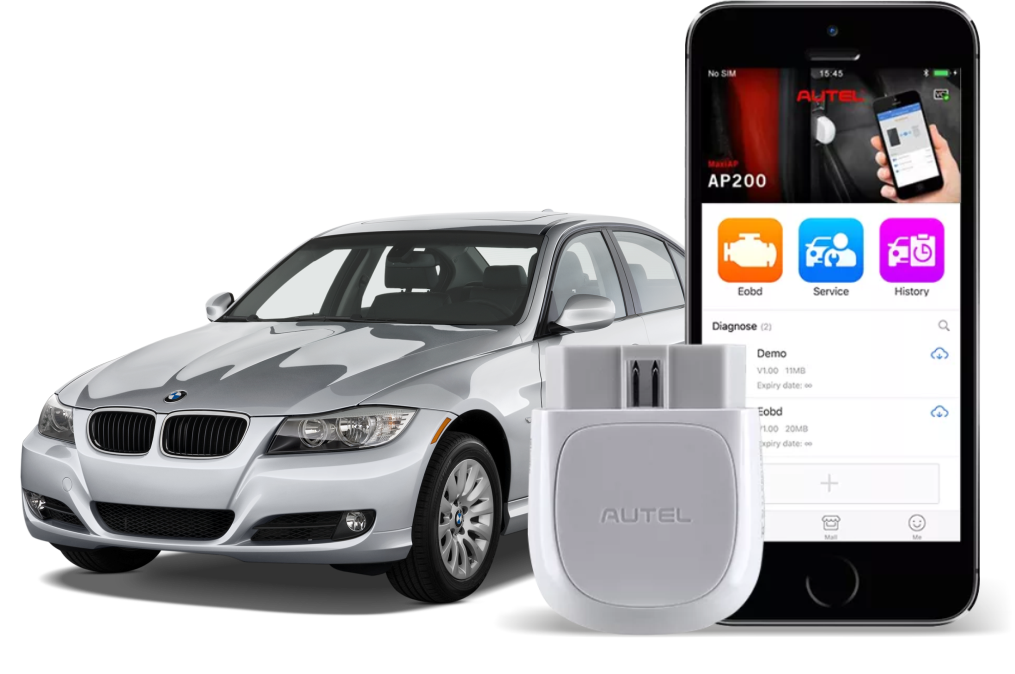 No SIM 15:45
AUTEL
MaxiAP
AP200
Eobd Service History
Diagnose (2)
Demo
V1.00 11MB
Expiry date: ∞
Eobd
V1.00 20MB
Expiry date: ∞
Mall Me
AUTEL